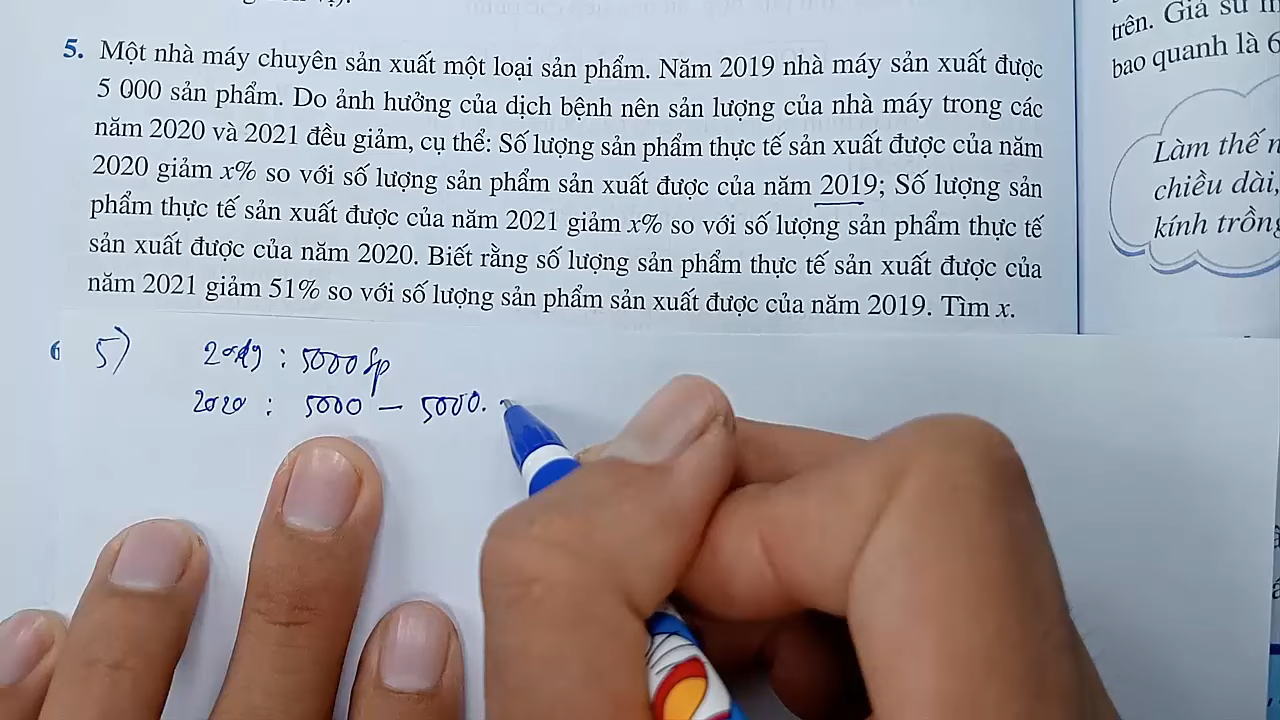 5. Một nhà máy chuyên sản xuất một loại sản phẩm. Năm 2019 nhà máy sản xuất được
5 000 sản phẩm. Do ảnh hưởng của dịch bệnh nên sản lượng của nhà máy trong các
năm 2020 và 2021 đều giảm, cụ thể: Số lượng sản phẩm thực tế sản xuất được của năm
2020 giảm x% so với số lượng sản phẩm sản xuất được của năm 2019; Số lượng sản
phẩm thực tế sản xuất được của năm 2021 giảm x% so với số lượng sản phẩm thực tế
sản xuất được của năm 2020. Biết rằng số lượng sản phẩm thực tế sản xuất được của
năm 2021 giảm 51% so với số lượng sản phẩm sản xuất được của năm 2019. Tìm x.
trên. Giả sử
bao quanh là 6
Làm thế
chiều dài,
kính trồng
6
5) 2019 : 5000 sp
2020 : 5000 - 5000.